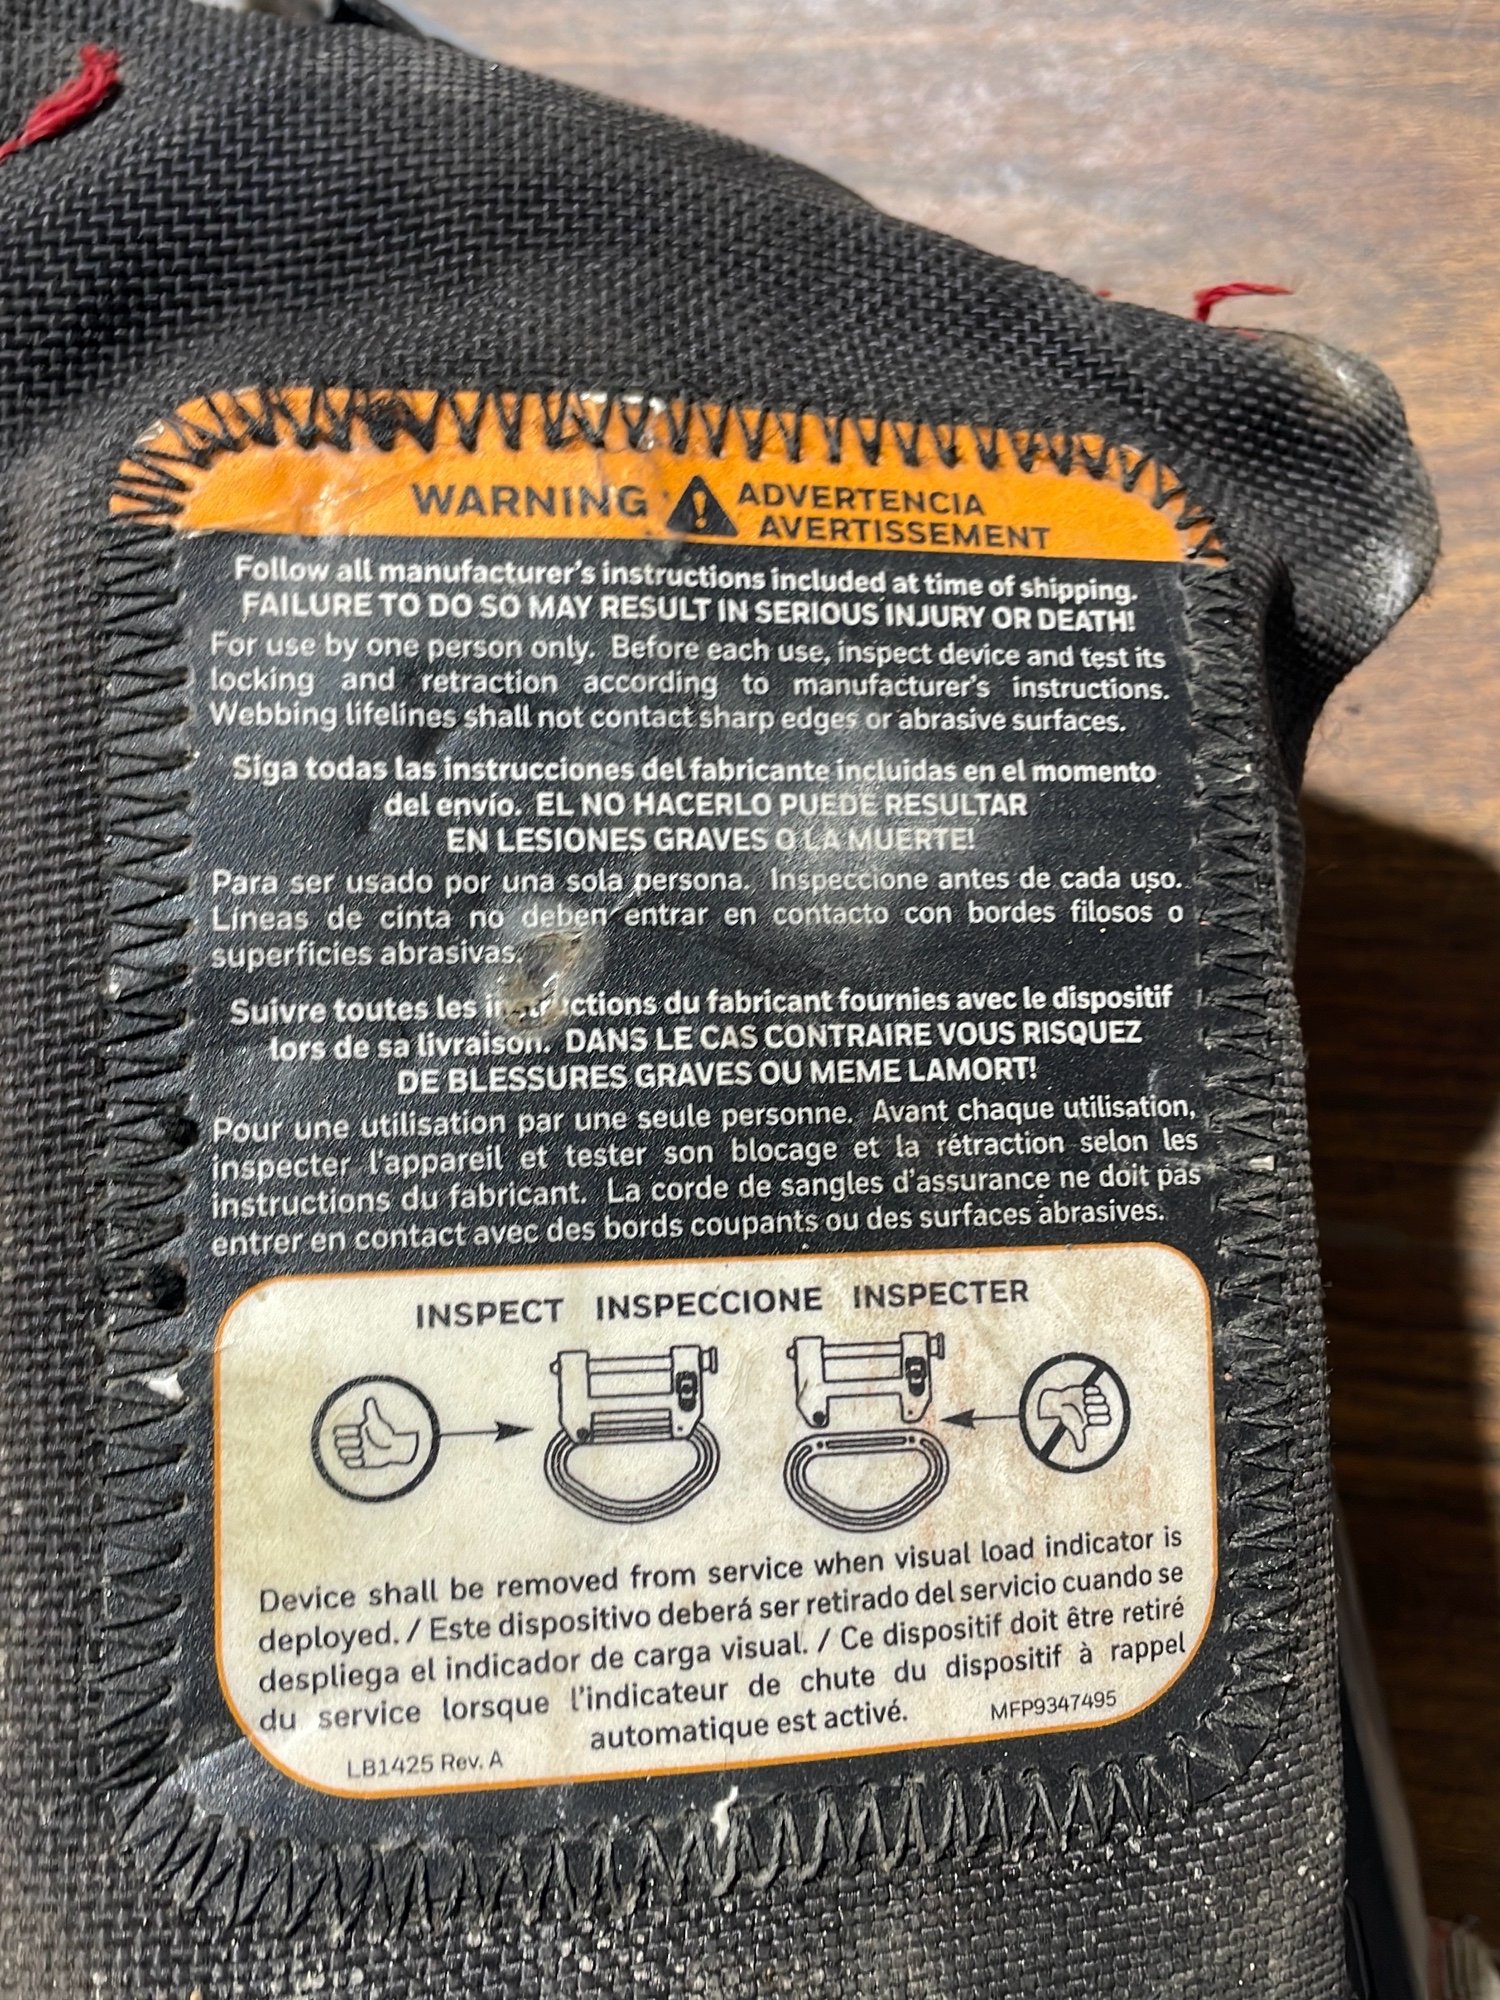 WARNING
ADVERTENCIA
AVERTISSEMENT
Follow all manufacturer's instructions included at time of shipping.
FAILURE TO DO SO MAY RESULT IN SERIOUS INJURY OR DEATH!
For use by one person only. Before each use, inspect device and test its
locking and retraction according to manufacturer's instructions.
Webbing lifelines shall not contact sharp edges or abrasive surfaces.
Siga todas las instrucciones del fabricante incluidas en el momento
del envío. EL NO HACERLO PUEDE RESULTAR
EN LESIONES GRAVES O LA MUERTE!
Para ser usado por una sola persona. Inspeccione antes de cada uso.
Líneas de cinta no deben entrar en contacto con bordes filosos o
superficies abrasivas.
Suivre toutes les du fabricant fournies avec le dispositif
lors de sa livraison. DANS LE CAS CONTRAIRE VOUS RISQUEZ
DE BLESSURES GRAVES OU MEME LAMORT!
Pour une utilisation par une seule personne. Avant chaque utilisation,
inspecter l'appareil et tester son blocage et la rétraction selon les
instructions du fabricant. La corde de sangles d'assurance ne doit pas
entrer en contact avec des bords coupants ou des surfaces abrasives.
INSPECT INSPECCIONE INSPECTER
Device shall be removed from service when visual load indicator is
deployed. / Este dispositivo deberá ser retirado del servicio cuando se
despliega el indicador de carga visual. / Ce dispositif doit être retiré
du service lorsque l'indicateur de chute du dispositif à rappel
automatique est activé.
MFP9347495
LB1425 Rev. A